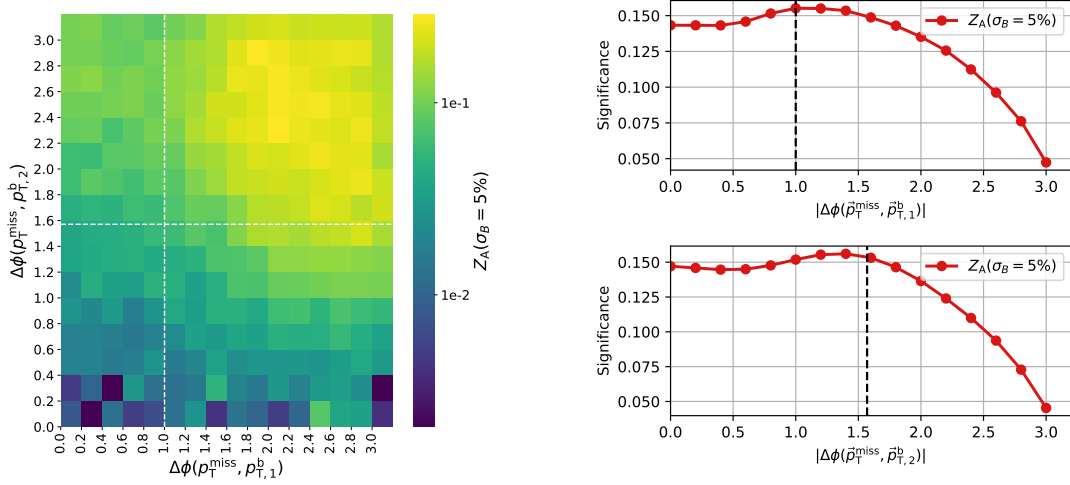 3.0
2.8
2.6
2.4
2.2
2.0
1.8
1.6
1.4
1.2
1.0
0.8
0.6
0.4
0.2
0.0
Δϕ(p_T^miss, p_T,2^b)
0.0 0.2 0.4 0.6 0.8 1.0 1.2 1.4 1.6 1.8 2.0 2.2 2.4 2.6 2.8 3.0
Δϕ(p_T^miss, p_T,1^b)
1e-1
1e-2
Z_A(σ_B = 5%)
0.150
0.125
0.100
0.075
0.050
Significance
Z_A(σ_B = 5%)
0.0 0.5 1.0 1.5 2.0 2.5 3.0
|Δϕ(p⃗_T^miss, p⃗_T,1^b)|
0.150
0.125
0.100
0.075
0.050
Significance
Z_A(σ_B = 5%)
0.0 0.5 1.0 1.5 2.0 2.5 3.0
|Δϕ(p⃗_T^miss, p⃗_T,2^b)|